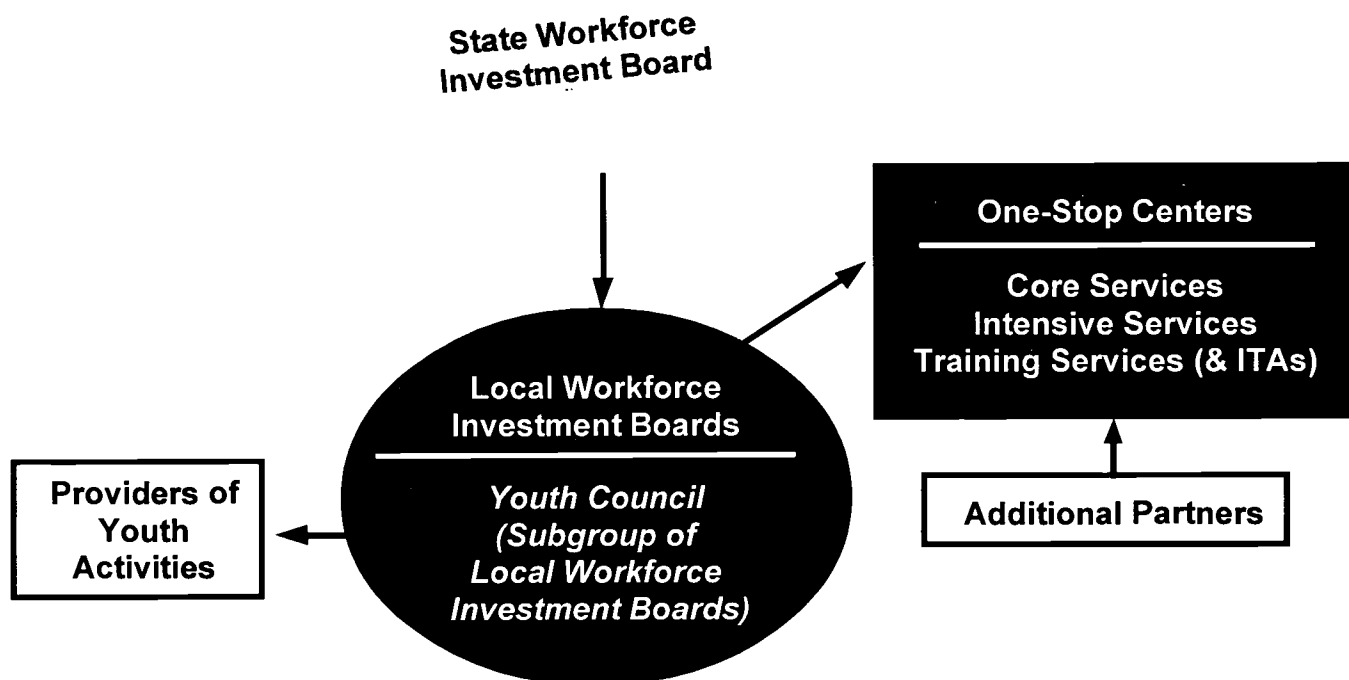 State Workforce
Investment Board
One-Stop Centers
Core Services
Intensive Services
Training Services (& ITAs)
Local Workforce
Investment Boards
Youth Council
(Subgroup of
Local Workforce
Investment Boards)
Providers of
Youth
Activities
Additional Partners